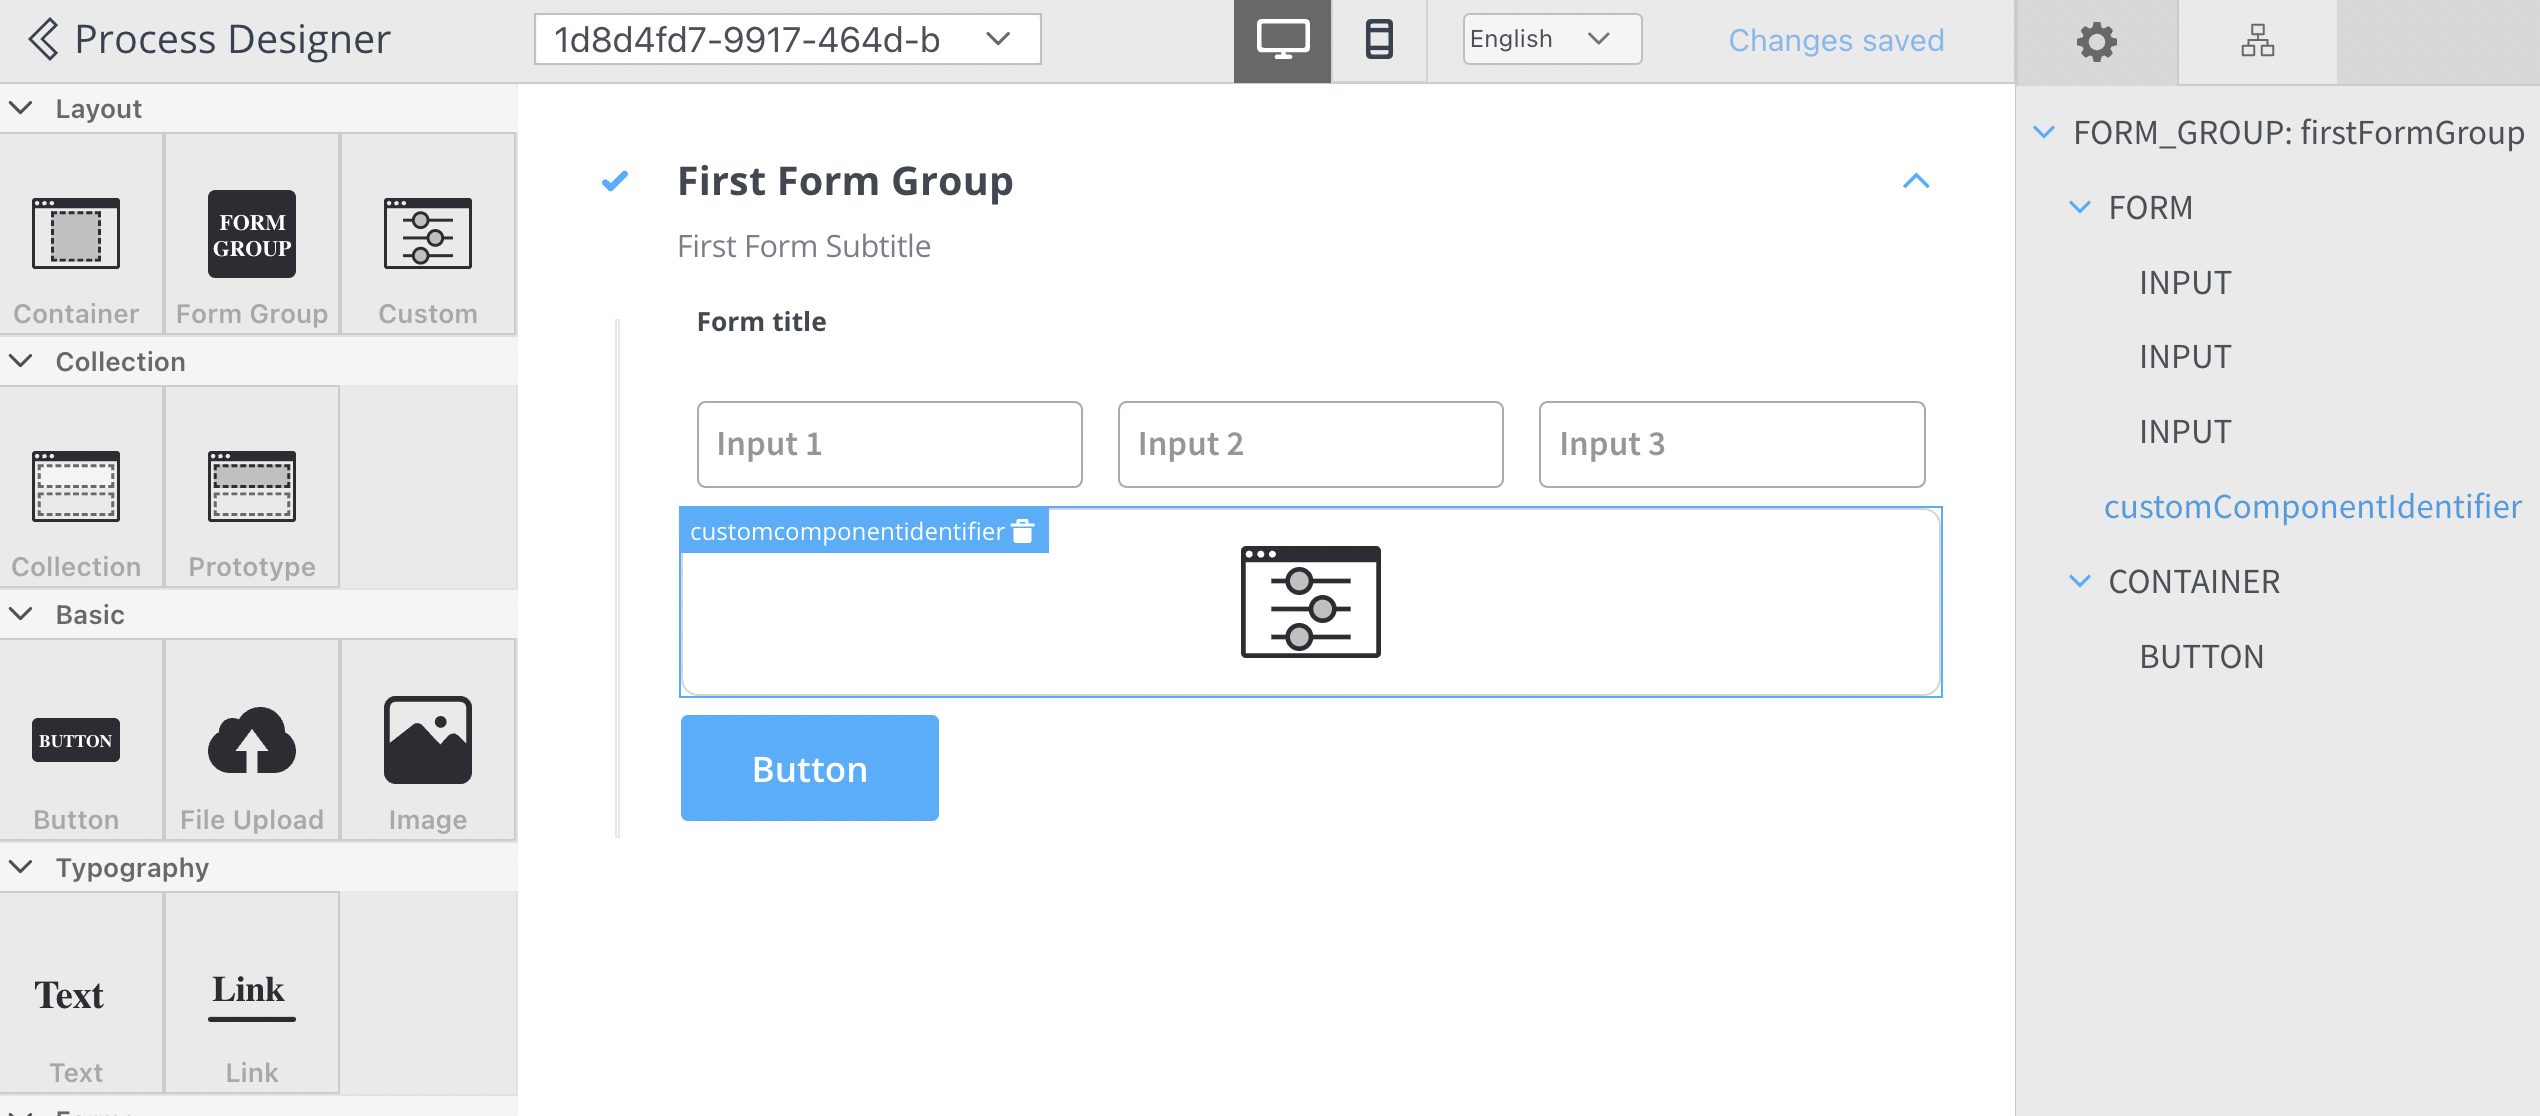 Process Designer
1d8d4fd7-9917-464d-b
English
Changes saved
Layout
FORM
GROUP
Container
Form Group
Custom
Collection
Collection
Prototype
Basic
BUTTON
Button
File Upload
Image
Typography
Text
Link
Text
Link
First Form Group
First Form Subtitle
Form title
Input 1
Input 2
Input 3
customcomponentidentifier
Button
FORM_GROUP: firstFormGroup
FORM
INPUT
INPUT
INPUT
customComponentIdentifier
CONTAINER
BUTTON